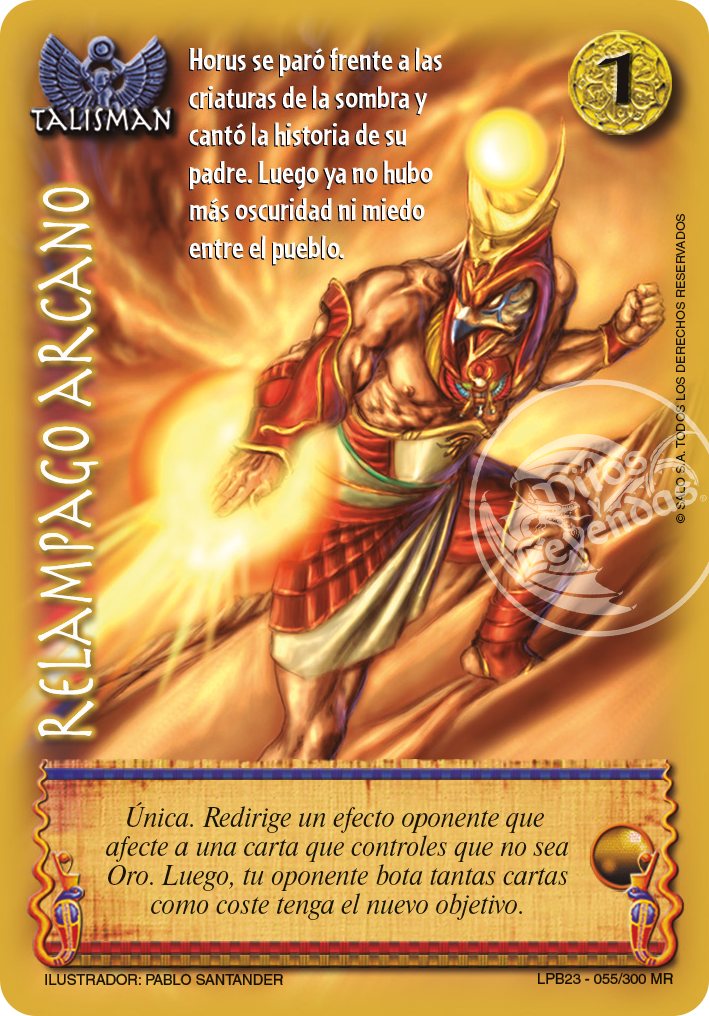 TALISMAN
Horus se paró frente a las
criaturas de la sombra y
cantó la historia de su
padre. Luego ya no hubo
más oscuridad ni miedo
entre el pueblo.
1
RELAMPAGO ARCANO
© SALO S.A. TODOS LOS DERECHOS RESERVADOS
mitos
y
leyendas®
Única. Redirige un efecto oponente que
afecte a una carta que controles que no sea
Oro. Luego, tu oponente bota tantas cartas
como coste tenga el nuevo objetivo.
ILUSTRADOR: PABLO SANTANDER
LPB23 - 055/300 MR